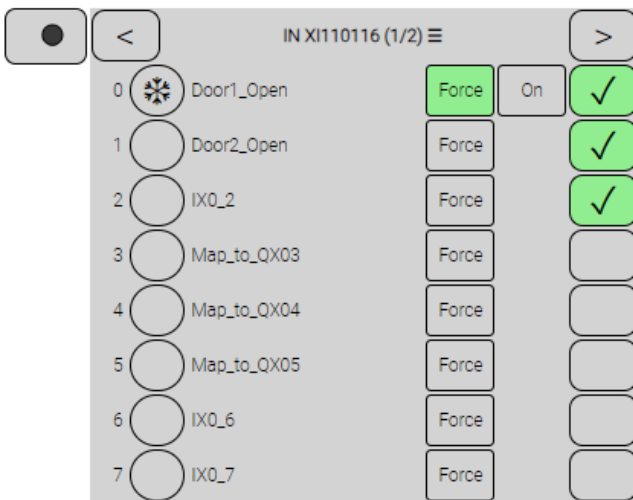 < IN XI110116 (1/2) ☰ >
0 Door1_Open Force On ✓
1 Door2_Open Force ✓
2 IX0_2 Force ✓
3 Map_to_QX03 Force
4 Map_to_QX04 Force
5 Map_to_QX05 Force
6 IX0_6 Force
7 IX0_7 Force